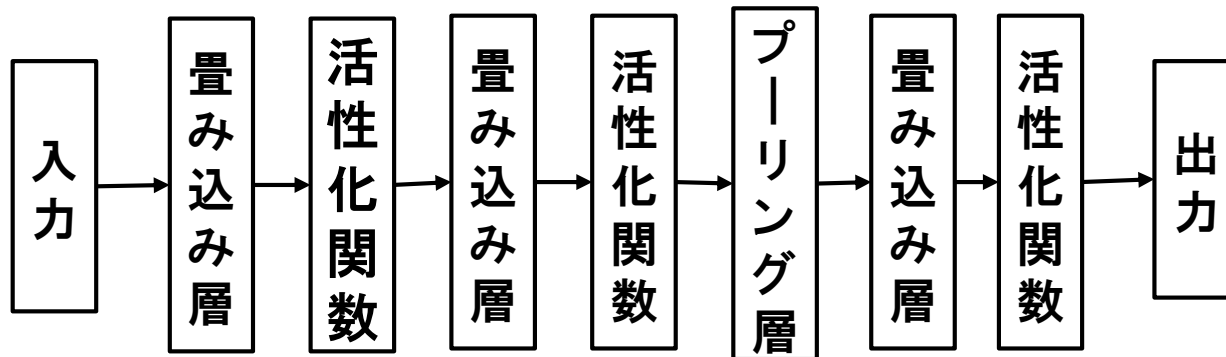 入力
畳み込み層
活性化関数
畳み込み層
活性化関数
プーリング層
畳み込み層
活性化関数
出力